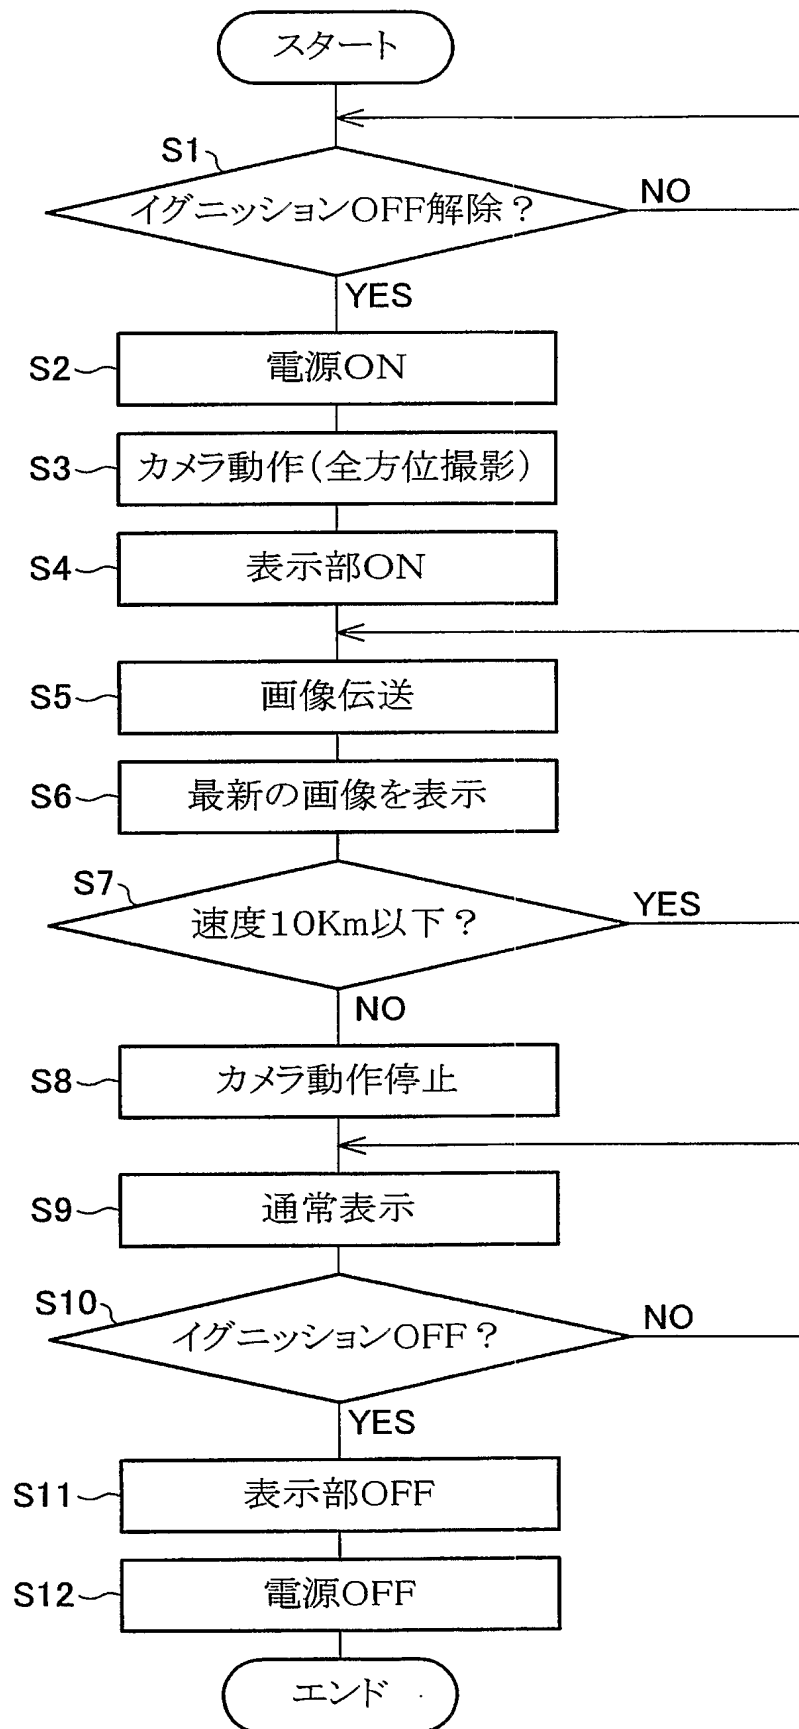 スタート
S1
イグニッションOFF解除？
NO
YES
S2
電源ON
S3
カメラ動作(全方位撮影)
S4
表示部ON
S5
画像伝送
S6
最新の画像を表示
S7
速度10Km以下？
YES
NO
S8
カメラ動作停止
S9
通常表示
S10
イグニッションOFF？
NO
YES
S11
表示部OFF
S12
電源OFF
エンド